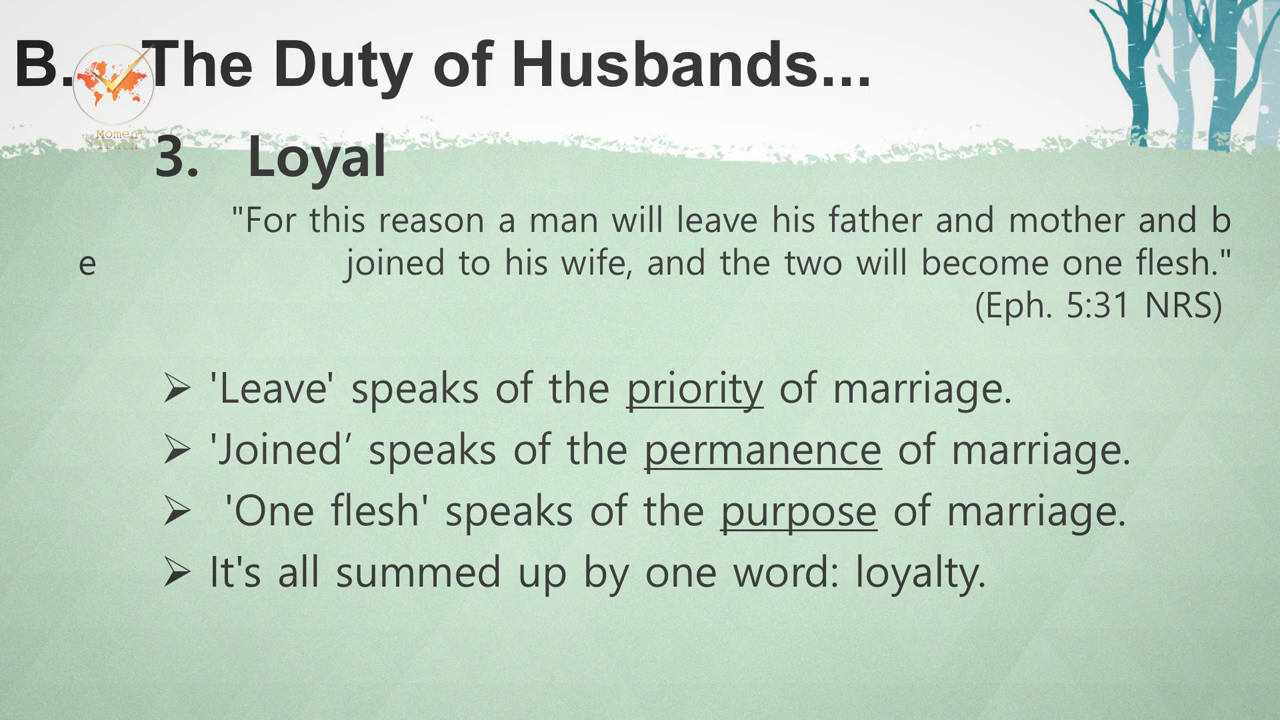 B. The Duty of Husbands...
Moment
3. Loyal
"For this reason a man will leave his father and mother and b
e joined to his wife, and the two will become one flesh."
(Eph. 5:31 NRS)
➢ 'Leave' speaks of the priority of marriage.
➢ 'Joined’ speaks of the permanence of marriage.
➢ 'One flesh' speaks of the purpose of marriage.
➢ It's all summed up by one word: loyalty.